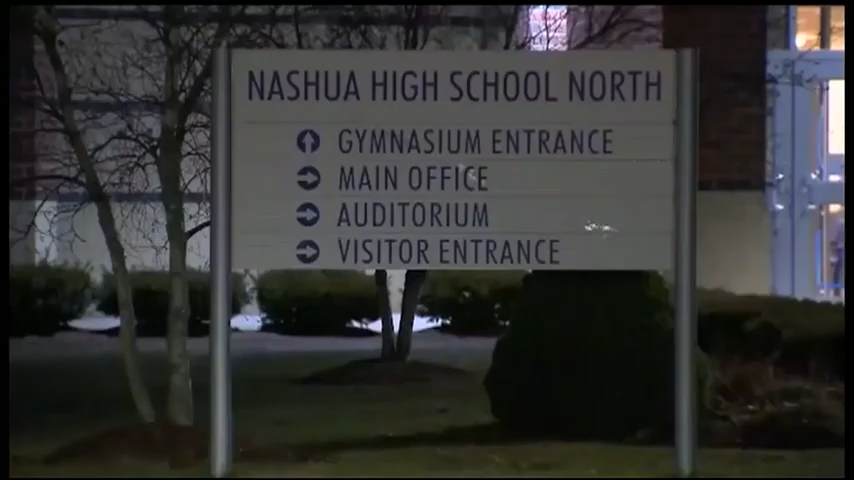 NASHUA HIGH SCHOOL NORTH
GYMNASIUM ENTRANCE
MAIN OFFICE
AUDITORIUM
VISITOR ENTRANCE